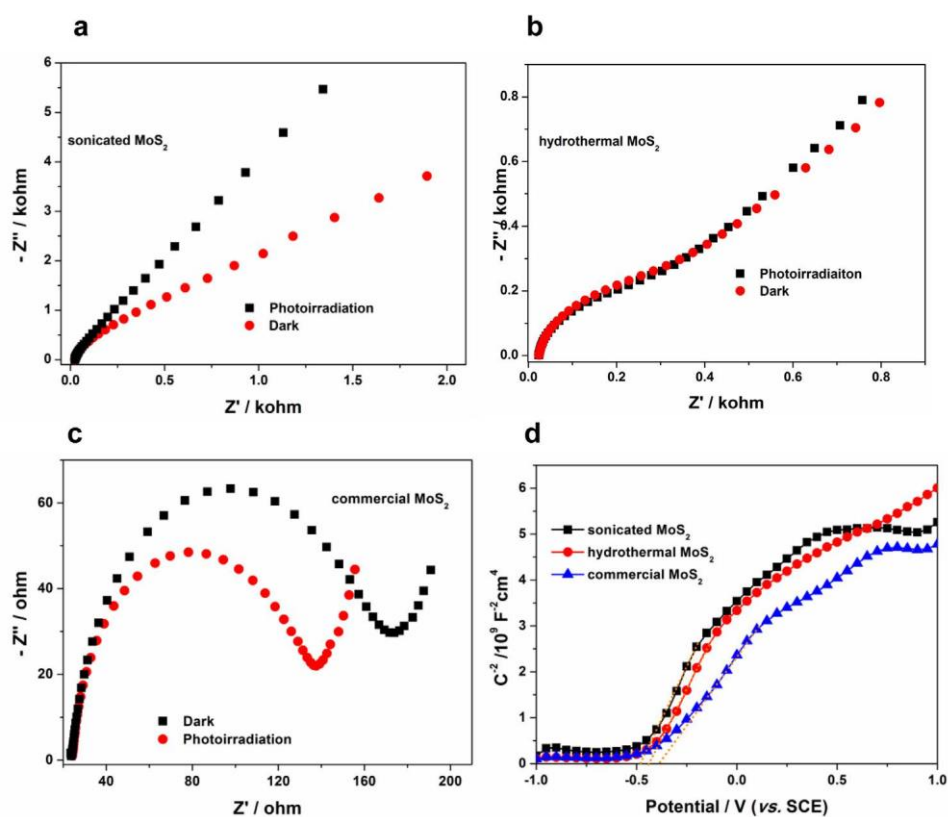 a
6
5
4
3
2
1
0
- Z'' / kohm
sonicated MoS2
Photoirradiation
Dark
0.0 0.5 1.0 1.5 2.0
Z' / kohm
b
0.8
0.6
0.4
0.2
0.0
- Z'' / kohm
hydrothermal MoS2
Photoirradiaiton
Dark
0.0 0.2 0.4 0.6 0.8
Z' / kohm
c
60
40
20
0
- Z'' / ohm
commercial MoS2
Dark
Photoirradiation
40 80 120 160 200
Z' / ohm
d
6
5
4
3
2
1
0
C-2 /109 F-2cm4
sonicated MoS2
hydrothermal MoS2
commercial MoS2
-1.0 -0.5 0.0 0.5 1.0
Potential / V (vs. SCE)